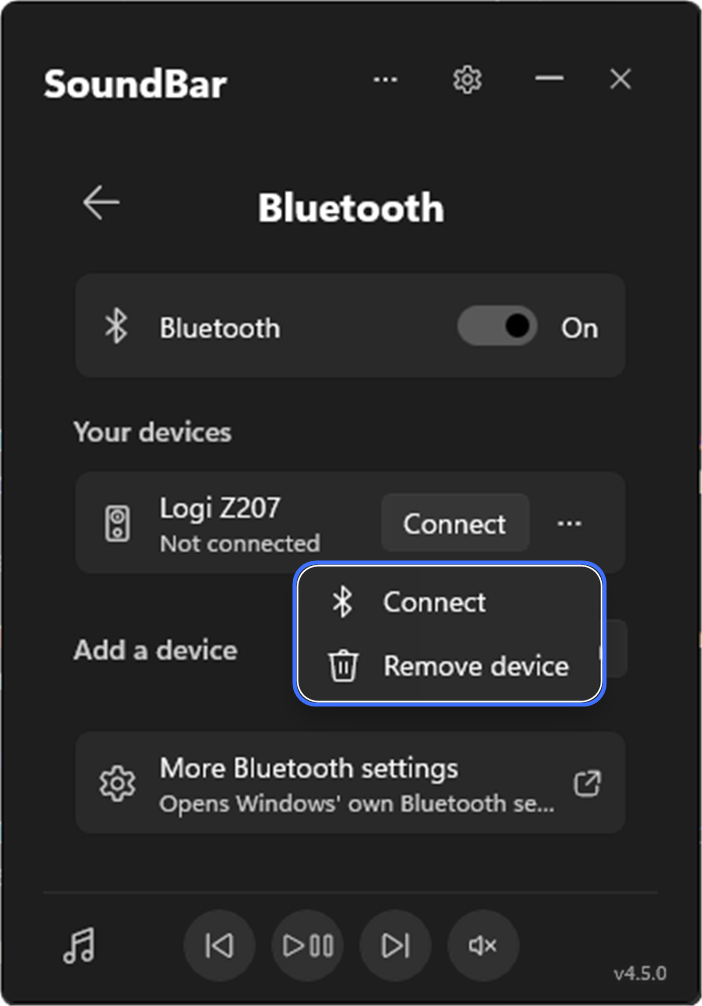 SoundBar
Bluetooth
Bluetooth
On
Your devices
Logi Z207
Not connected
Connect
Connect
Add a device
Remove device
More Bluetooth settings
Opens Windows' own Bluetooth se...
v4.5.0